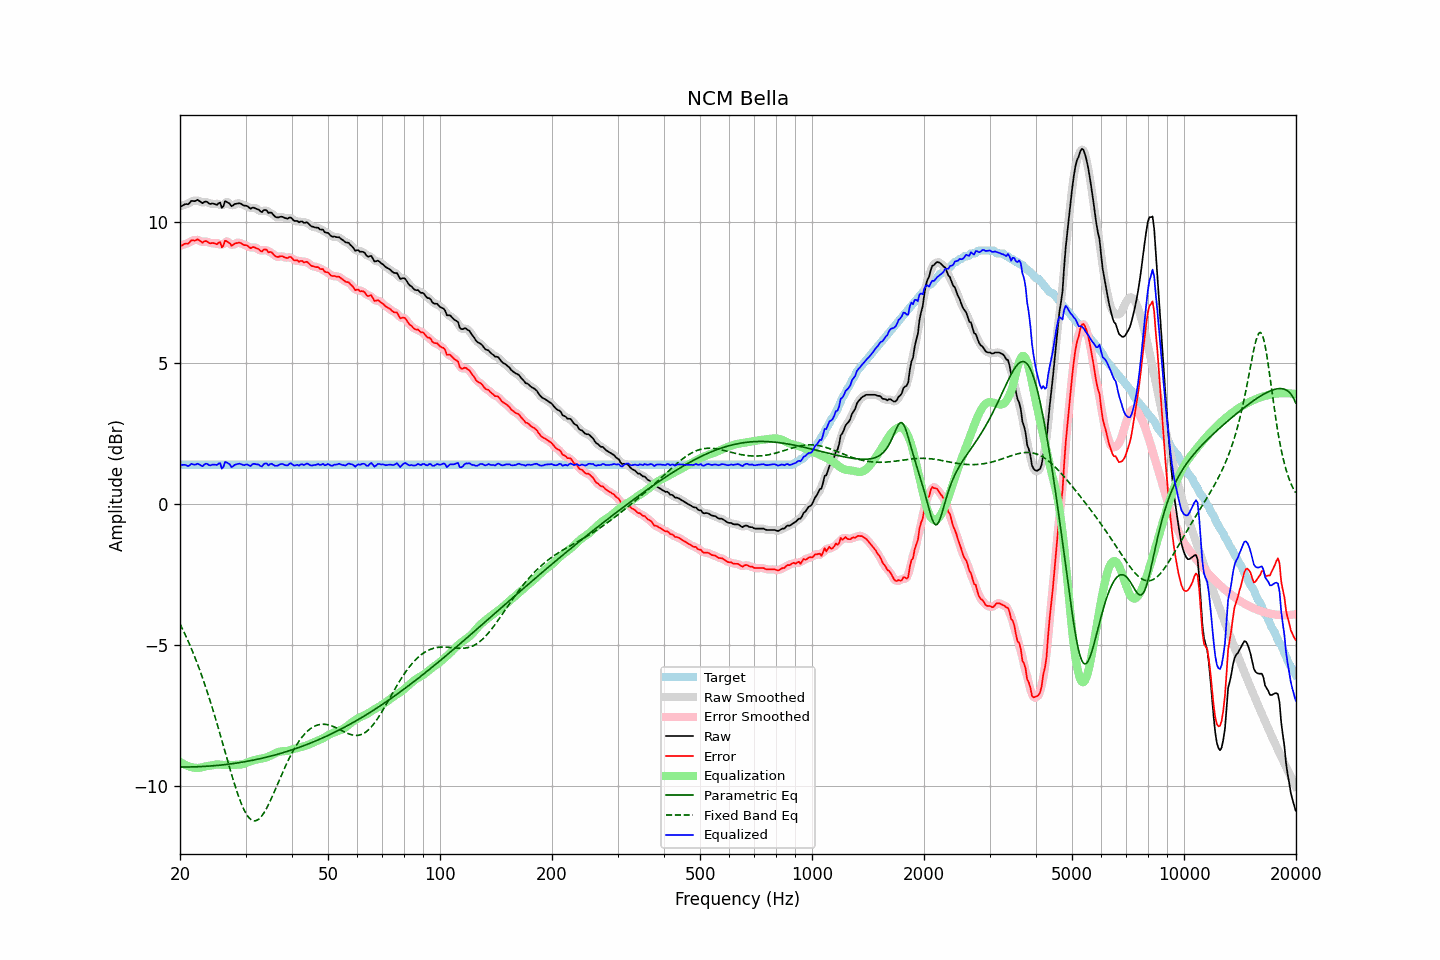 NCM Bella
Amplitude (dBr)
10
5
0
−5
−10
Target
Raw Smoothed
Error Smoothed
Raw
Error
Equalization
Parametric Eq
Fixed Band Eq
Equalized
20 50 100 200 500 1000 2000 5000 10000 20000
Frequency (Hz)